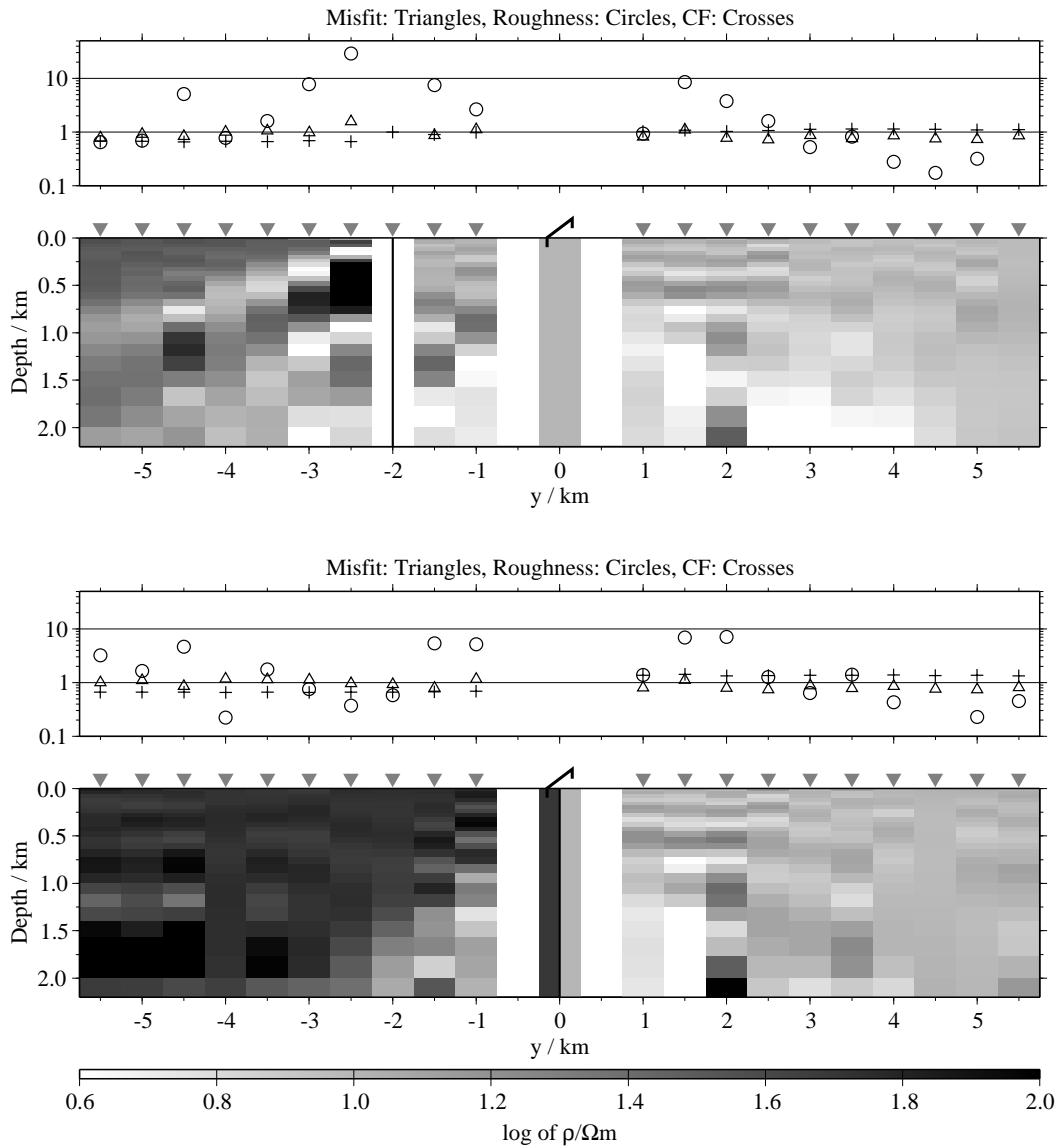 Misfit: Triangles, Roughness: Circles, CF: Crosses
10
1
0.1
0.0
0.5
1.0
1.5
2.0
Depth / km
-5 -4 -3 -2 -1 0 1 2 3 4 5
y / km
Misfit: Triangles, Roughness: Circles, CF: Crosses
10
1
0.1
0.0
0.5
1.0
1.5
2.0
Depth / km
-5 -4 -3 -2 -1 0 1 2 3 4 5
y / km
0.6 0.8 1.0 1.2 1.4 1.6 1.8 2.0
log of ρ/Ωm